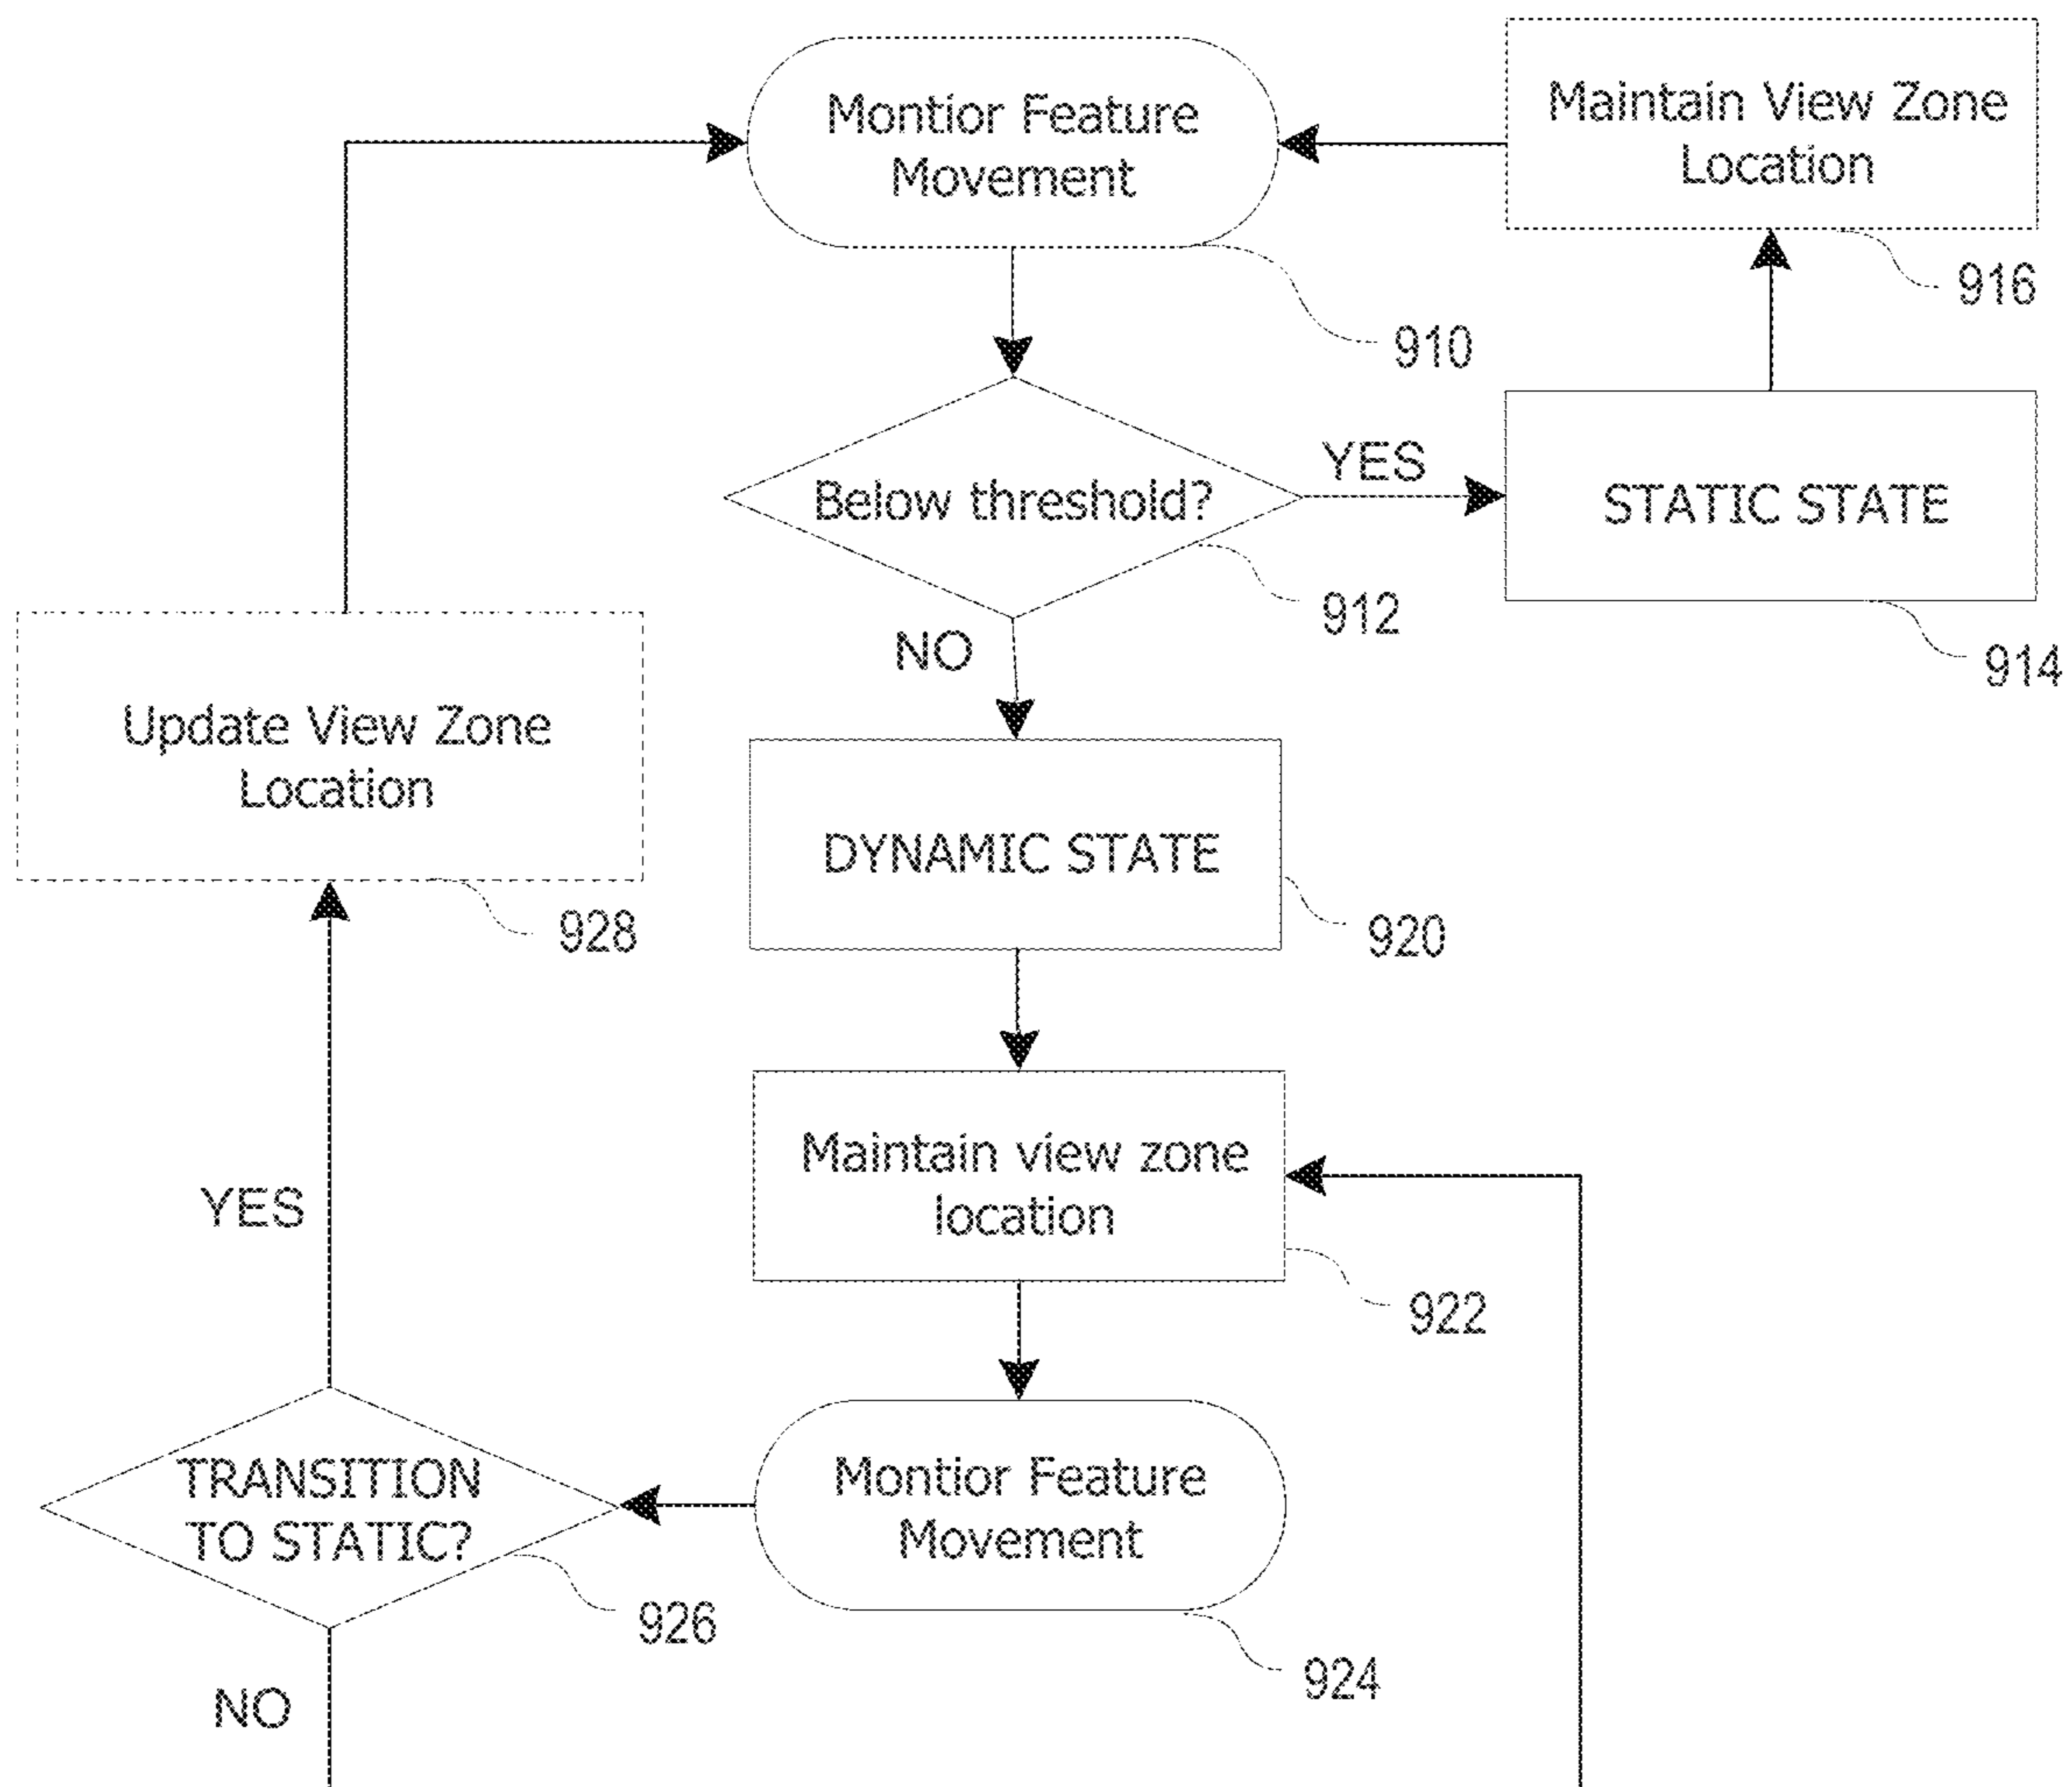 Montior Feature
Movement
910
Maintain View Zone
Location
916
Below threshold?
912
YES
STATIC STATE
914
NO
DYNAMIC STATE
920
Maintain view zone
location
922
Montior Feature
Movement
924
TRANSITION
TO STATIC?
926
YES
NO
Update View Zone
Location
928